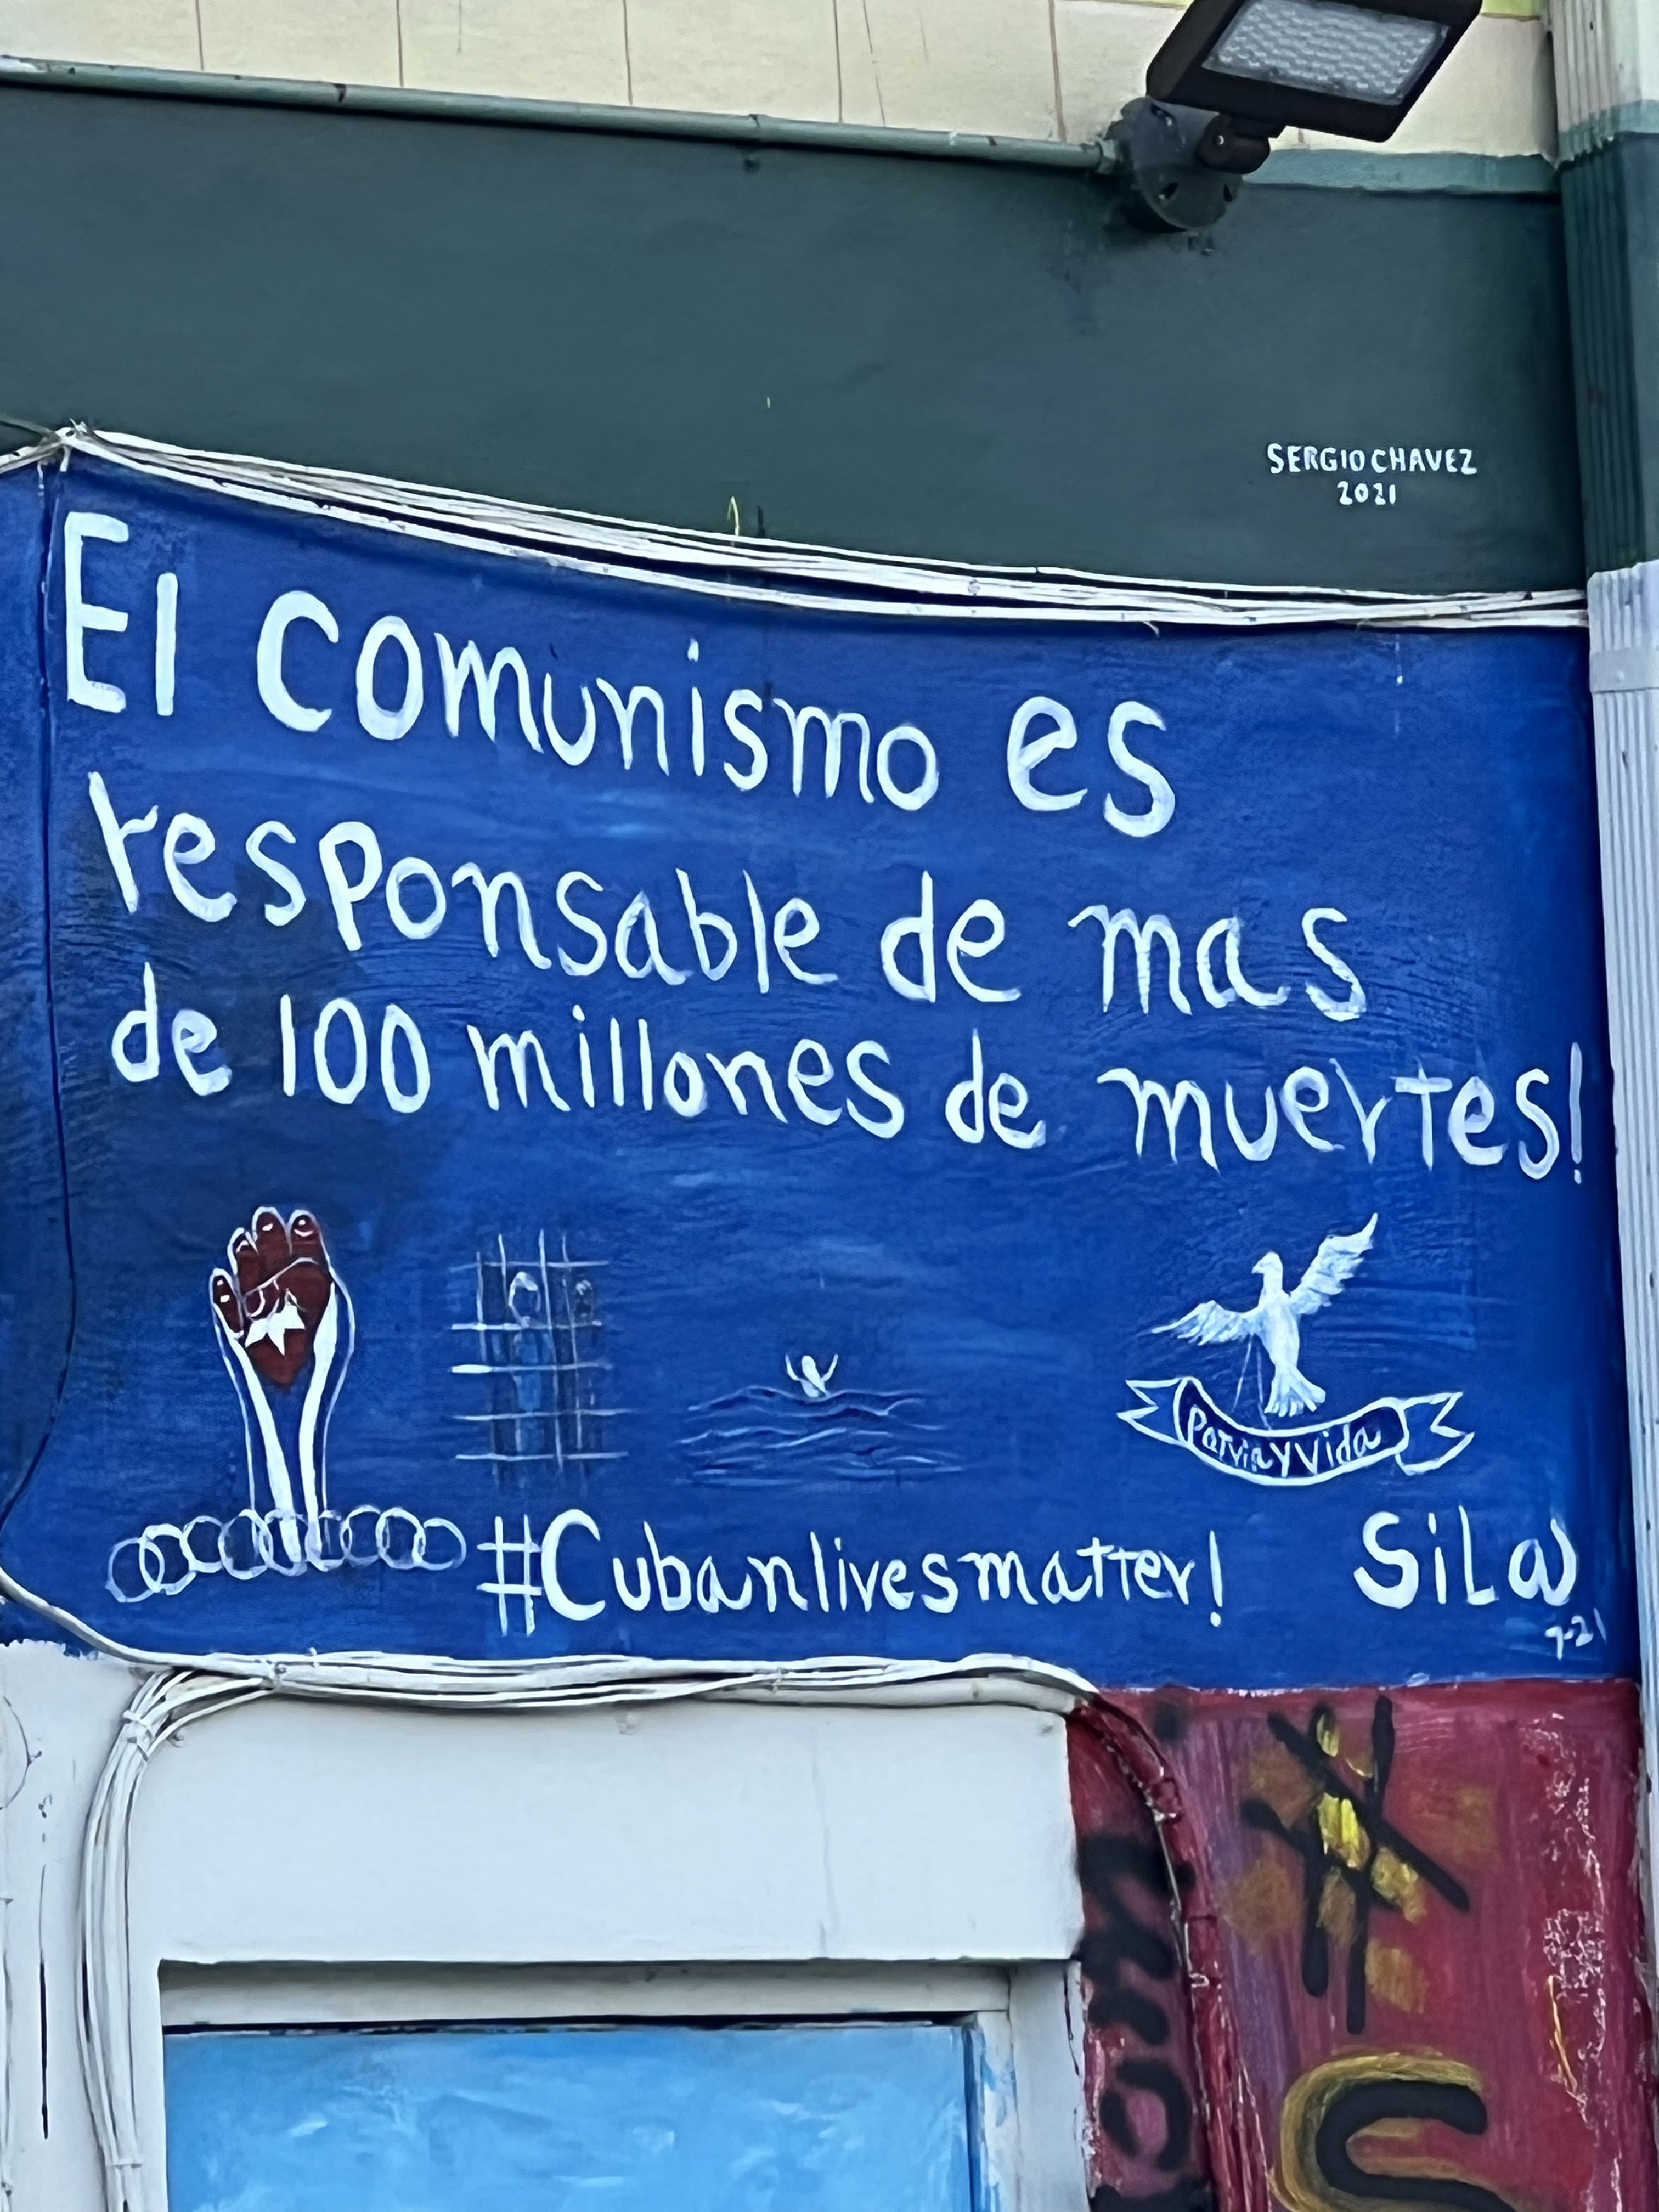 SERGIO CHAVEZ
2021
El comunismo es
responsable de mas
de 100 millones de muertes!
Patria y Vida
#Cubanlivesmatter!
SiLa
7-21